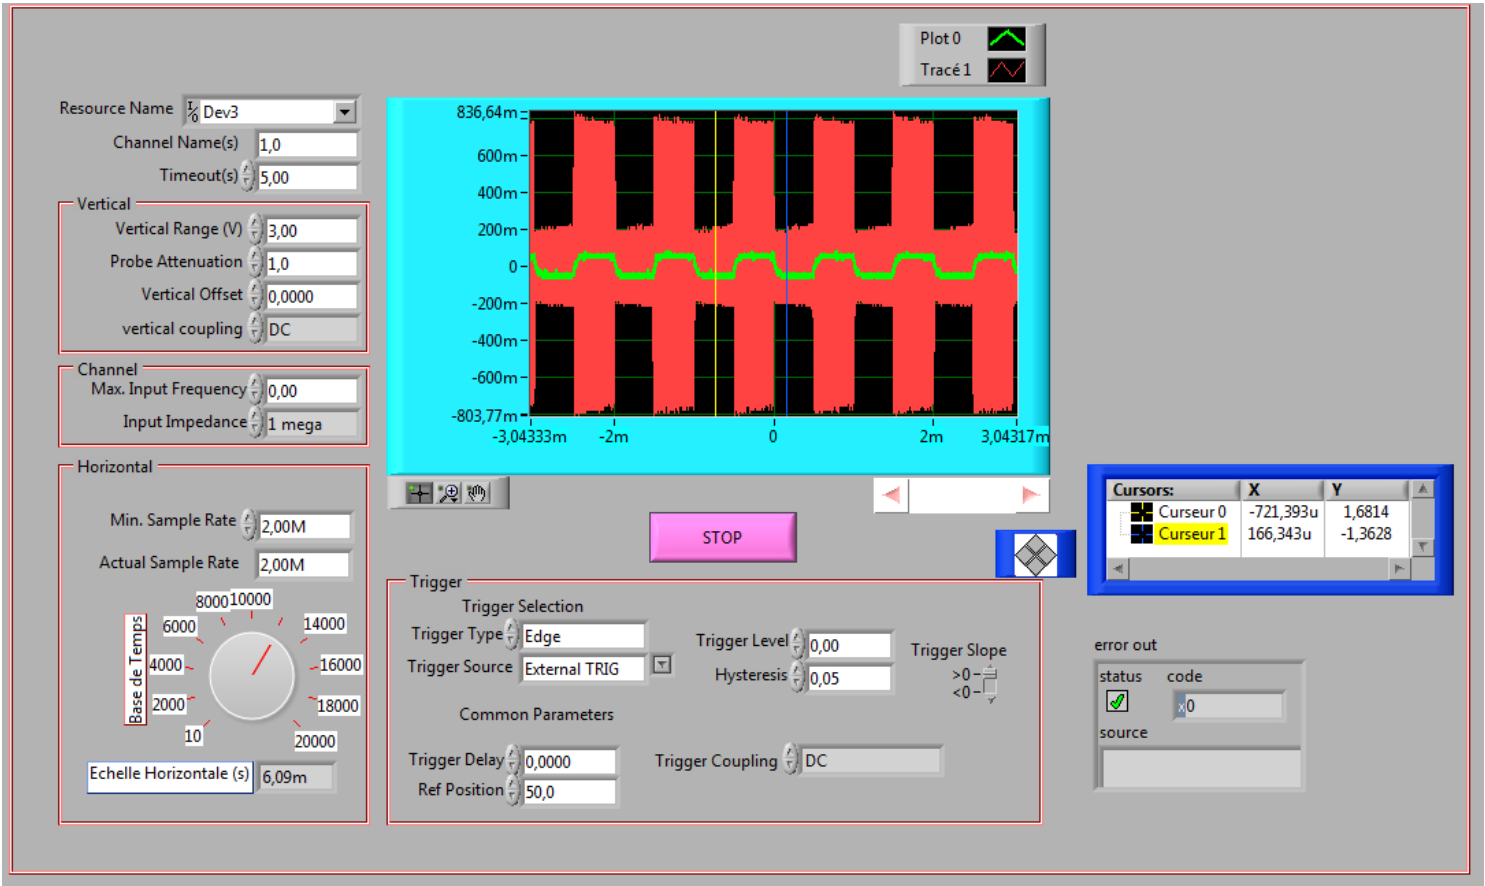 Plot 0
Tracé 1
Resource Name Dev3
Channel Name(s) 1,0
Timeout(s) 5,00
Vertical
Vertical Range (V) 3,00
Probe Attenuation 1,0
Vertical Offset 0,0000
vertical coupling DC
Channel
Max. Input Frequency 0,00
Input Impedance 1 mega
Horizontal
Min. Sample Rate 2,00M
Actual Sample Rate 2,00M
Base de Temps
10
2000
4000
6000
8000
10000
14000
16000
18000
20000
Echelle Horizontale (s) 6,09m
836,64m
600m
400m
200m
0
-200m
-400m
-600m
-803,77m
-3,04333m -2m 0 2m 3,04317m
STOP
Cursors: X Y
Curseur 0 -721,393u 1,6814
Curseur 1 166,343u -1,3628
Trigger
Trigger Selection
Trigger Type Edge
Trigger Source External TRIG
Trigger Level 0,00
Hysteresis 0,05
Trigger Slope
>0
<0
Common Parameters
Trigger Delay 0,0000
Ref Position 50,0
Trigger Coupling DC
error out
status code
x0
source